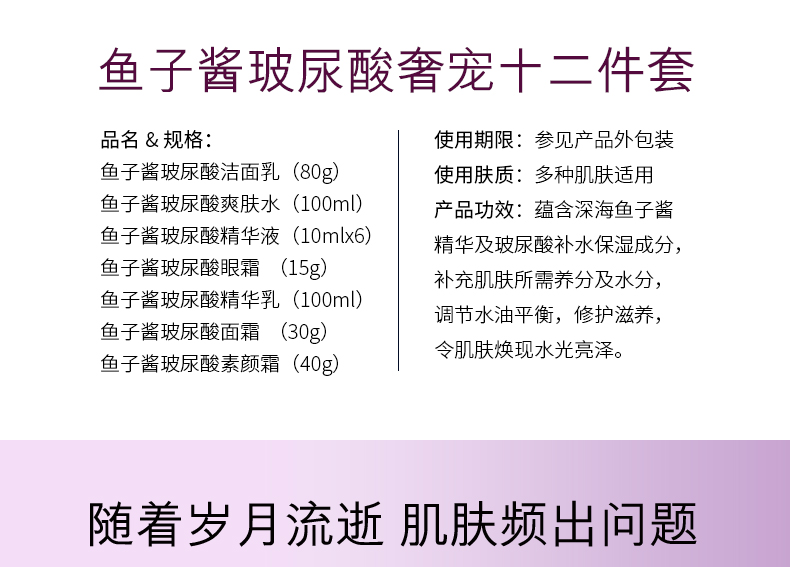 鱼子酱玻尿酸奢宠十二件套
品名 & 规格：
鱼子酱玻尿酸洁面乳（80g）
鱼子酱玻尿酸爽肤水（100ml）
鱼子酱玻尿酸精华液（10mlx6）
鱼子酱玻尿酸眼霜 （15g）
鱼子酱玻尿酸精华乳（100ml）
鱼子酱玻尿酸面霜 （30g）
鱼子酱玻尿酸素颜霜（40g）
使用期限：参见产品外包装
使用肤质：多种肌肤适用
产品功效：蕴含深海鱼子酱
精华及玻尿酸补水保湿成分，
补充肌肤所需养分及水分，
调节水油平衡，修护滋养，
令肌肤焕现水光亮泽。
随着岁月流逝 肌肤频出问题